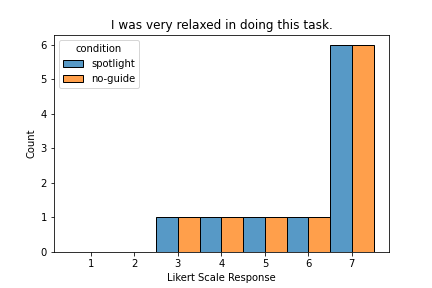 I was very relaxed in doing this task.
condition
spotlight
no-guide
6
5
4
3
2
1
0
Count
1 2 3 4 5 6 7
Likert Scale Response